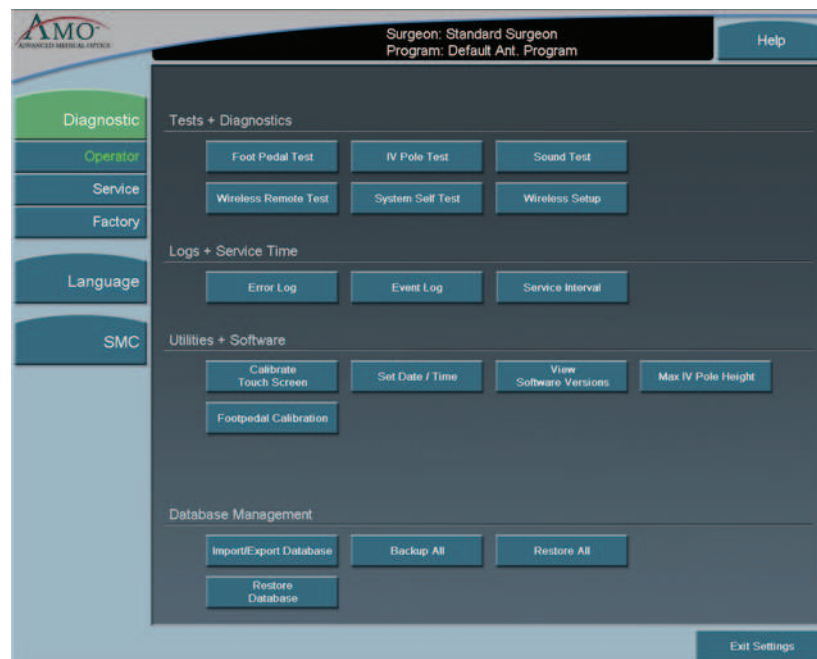 AMO
ADVANCED MEDICAL OPTICS
Surgeon: Standard Surgeon
Program: Default Ant. Program
Help
Diagnostic
Operator
Service
Factory
Language
SMC
Tests + Diagnostics
Foot Pedal Test
IV Pole Test
Sound Test
Wireless Remote Test
System Self Test
Wireless Setup
Logs + Service Time
Error Log
Event Log
Service Interval
Utilities + Software
Calibrate
Touch Screen
Set Date / Time
View
Software Versions
Max IV Pole Height
Footpedal Calibration
Database Management
Import/Export Database
Backup All
Restore All
Restore
Database
Exit Settings